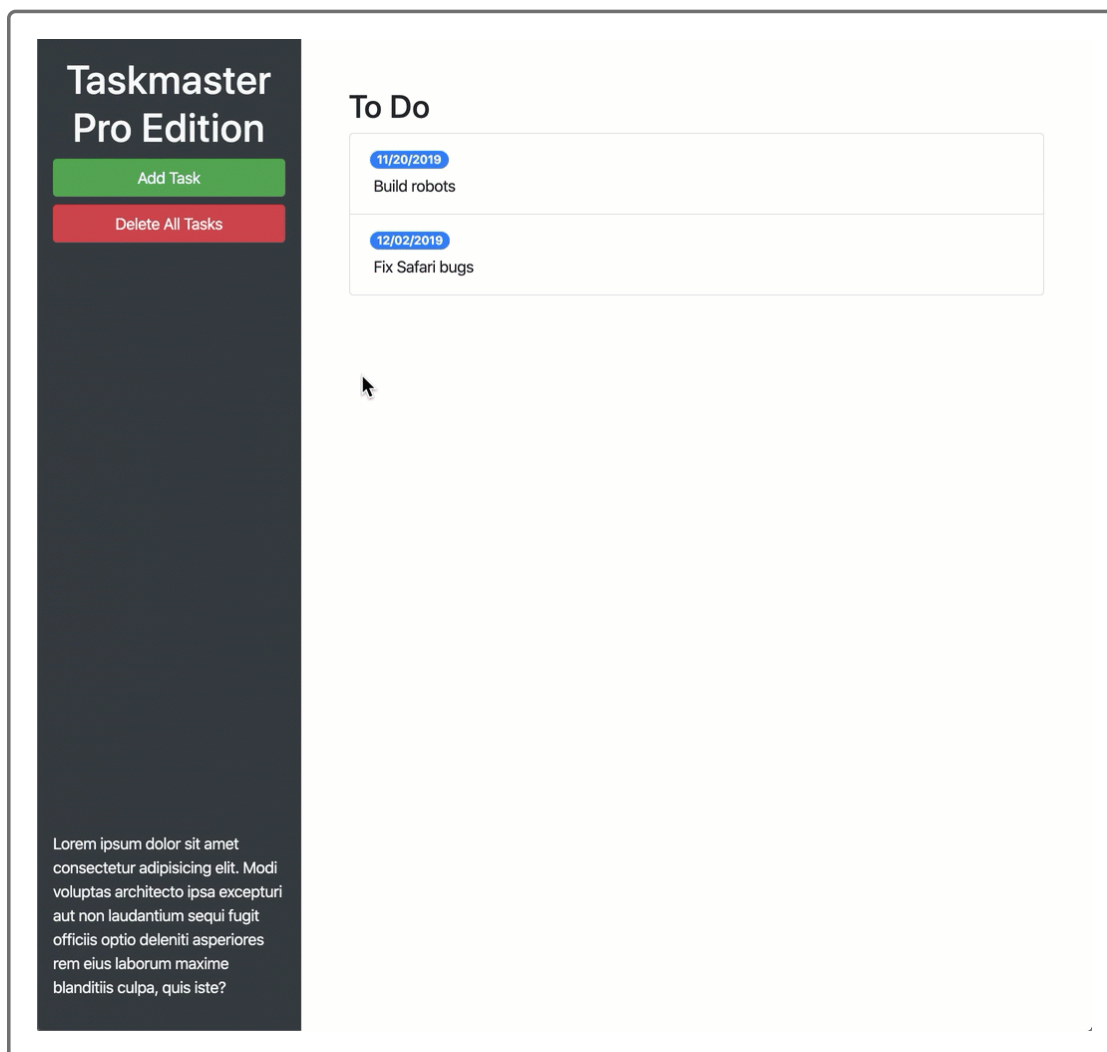 Taskmaster
Pro Edition
Add Task
Delete All Tasks
Lorem ipsum dolor sit amet
consectetur adipisicing elit. Modi
voluptas architecto ipsa excepturi
aut non laudantium sequi fugit
officiis optio deleniti asperiores
rem eius laborum maxime
blanditiis culpa, quis iste?
To Do
11/20/2019
Build robots
12/02/2019
Fix Safari bugs